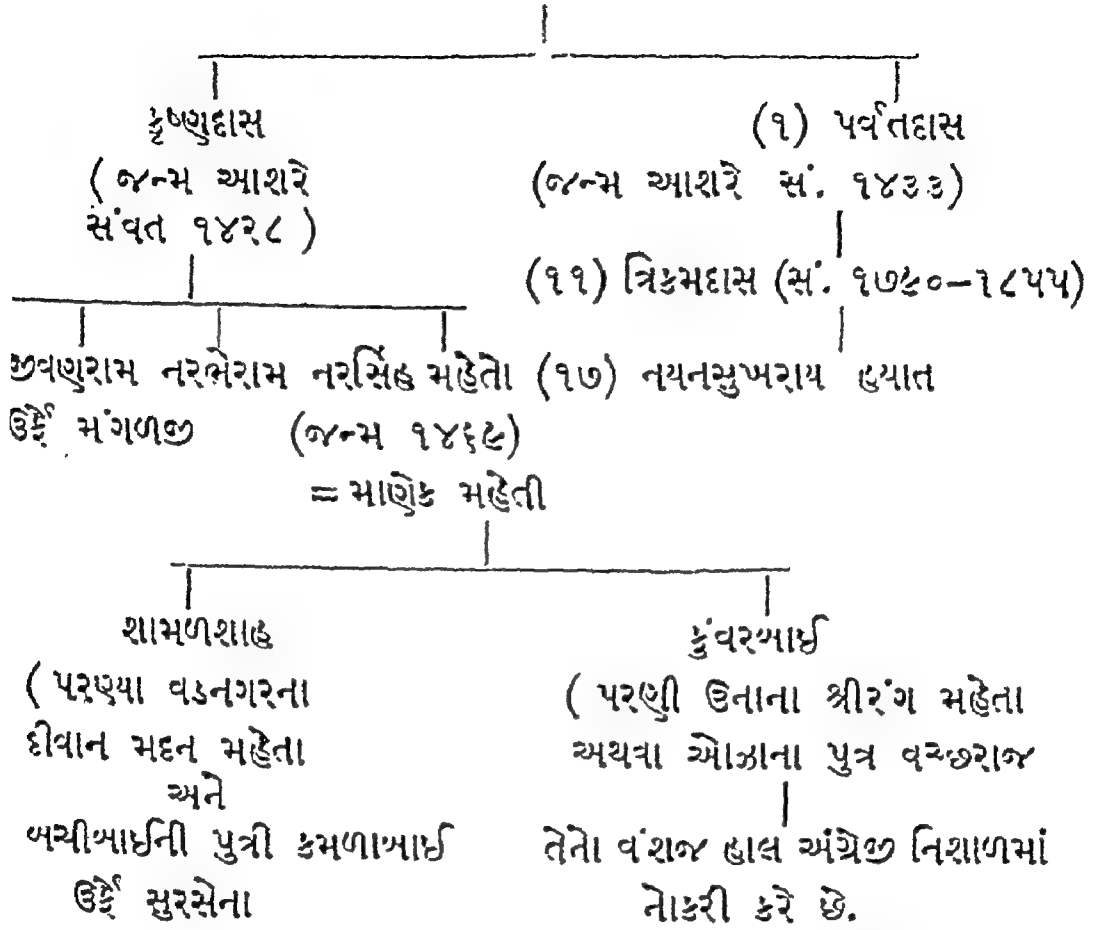 કૃષ્ણદાસ (૧) પર્વતદાસ
( જન્મ આશરે (જન્મ આશરે સં. ૧૪૩૩)
સંવત ૧૪૨૮ )
(૧૧) ત્રિકમદાસ (સં. ૧૭૯૦–૧૮૫૫)
જીવણરામ નરભેરામ નરસિંહ મહેતો (૧૭) નયનસુખરાય હયાત
ઉર્ફે મંગળજી (જન્મ ૧૪૬૯)
= માણેક મહેતી
શામળશાહ કુંવરબાઈ
( પરણ્યા વડનગરના ( પરણી ઉનાના શ્રીરંગ મહેતા
દીવાન મદન મહેતા અથવા ઓઝાના પુત્ર વચ્છરાજ
અને
બચીબાઈની પુત્રી કમળાબાઈ તેનો વંશજ હાલ અંગ્રેજી નિશાળમાં
ઉર્ફે સુરસેના નોકરી કરે છે.